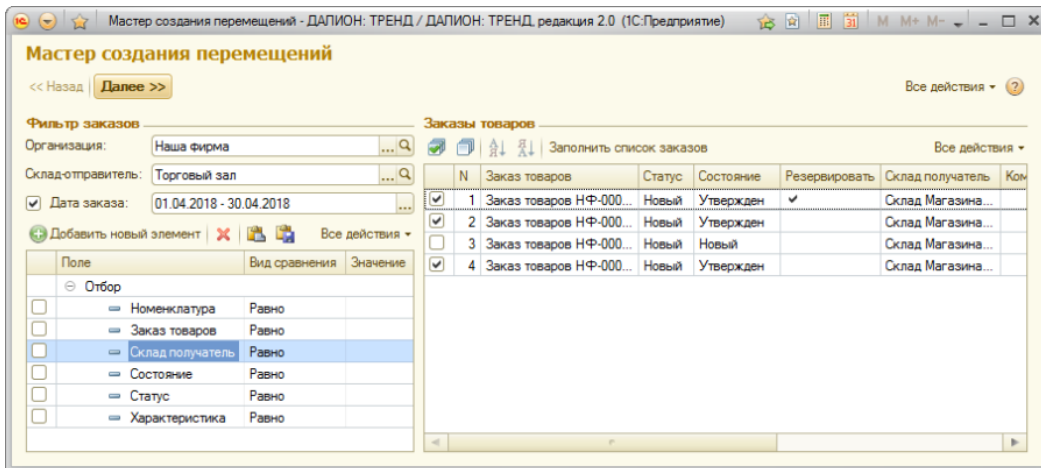 Мастер создания перемещений - ДАЛИОН: ТРЕНД / ДАЛИОН: ТРЕНД, редакция 2.0 (1С:Предприятие) 31 M M+ M-
Мастер создания перемещений
<< Назад Далее >> Все действия ?
Фильтр заказов
Организация: Наша фирма ...
Склад-отправитель: Торговый зал ...
Дата заказа: 01.04.2018 - 30.04.2018 ...
Добавить новый элемент Все действия
Поле Вид сравнения Значение
Отбор
Номенклатура Равно
Заказ товаров Равно
Склад получатель Равно
Состояние Равно
Статус Равно
Характеристика Равно
Заказы товаров
Заполнить список заказов Все действия
N Заказ товаров Статус Состояние Резервировать Склад получатель Ком
1 Заказ товаров НФ-000... Новый Утвержден Склад Магазина...
2 Заказ товаров НФ-000... Новый Утвержден Склад Магазина...
3 Заказ товаров НФ-000... Новый Новый Склад Магазина...
4 Заказ товаров НФ-000... Новый Утвержден Склад Магазина...